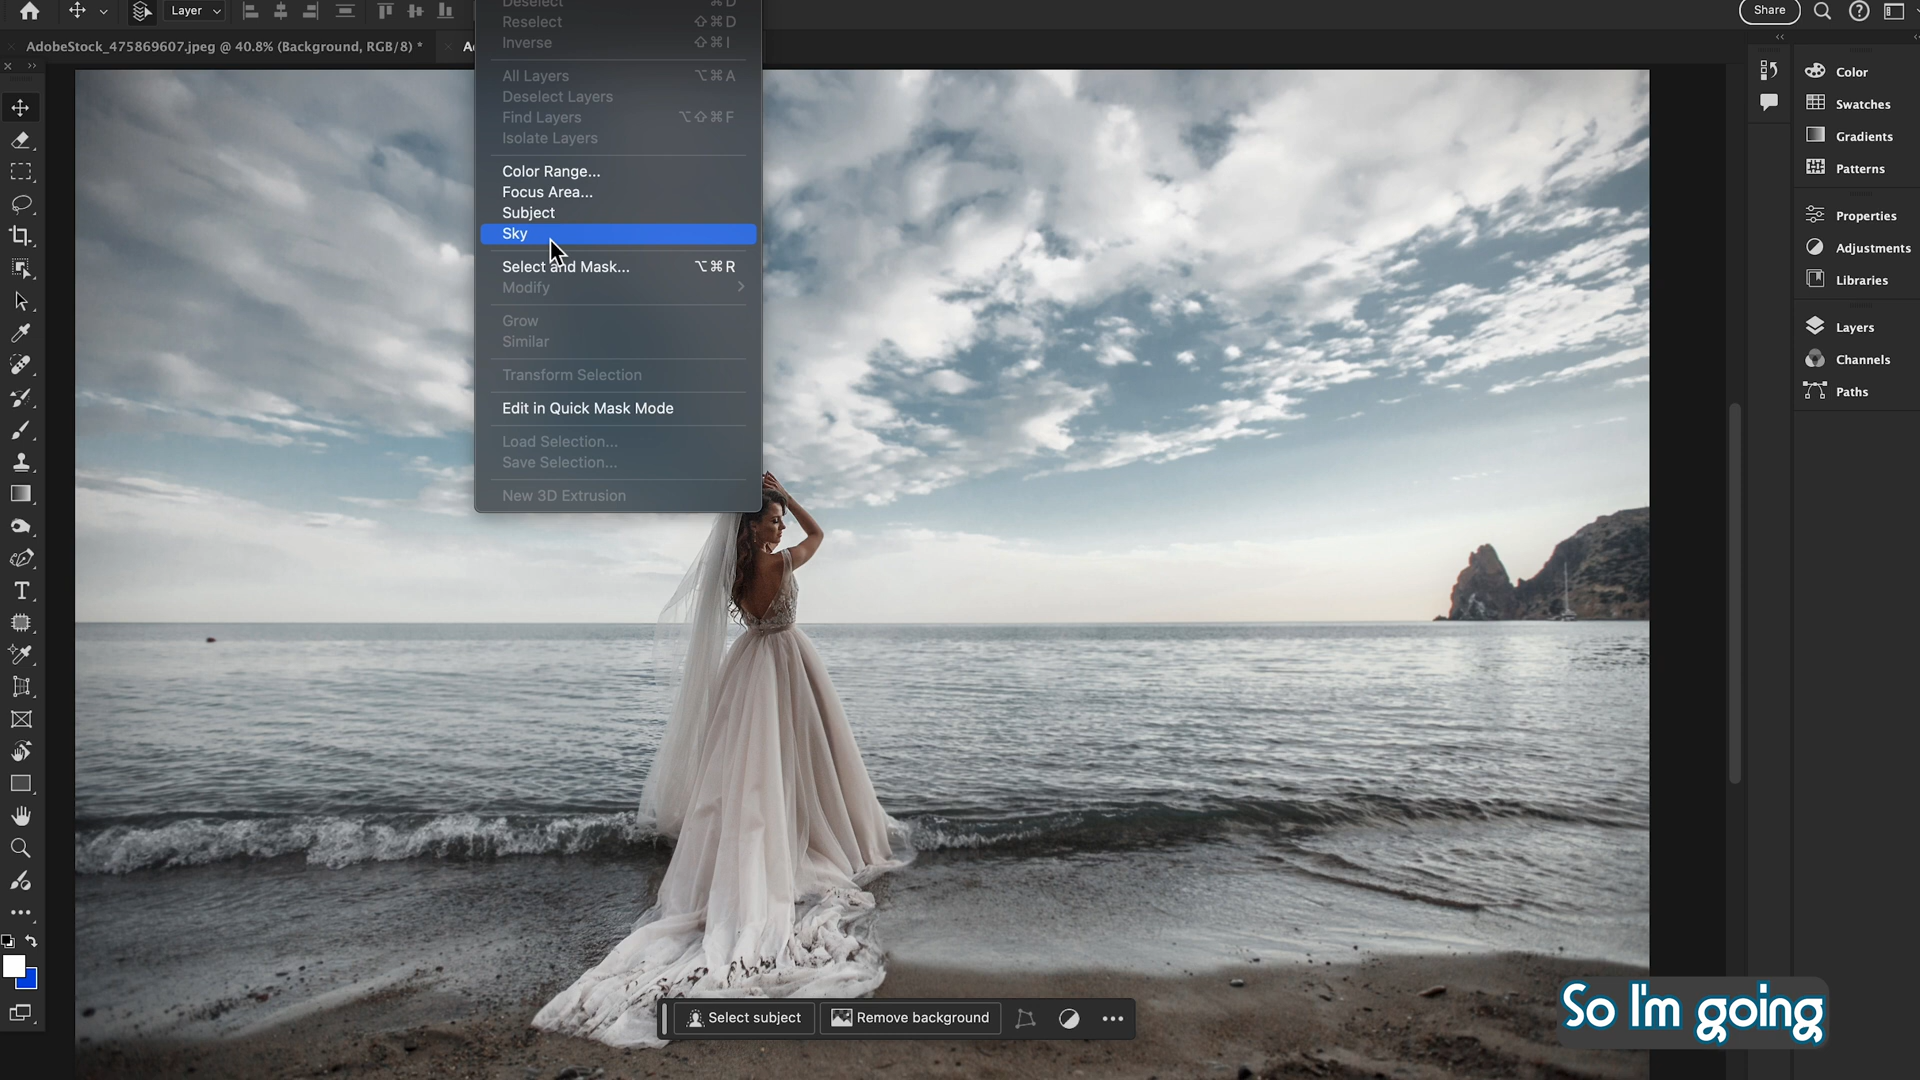 Layer
Share
AdobeStock_475869607.jpeg @ 40.8% (Background, RGB/8) *
Deselect ⌘D
Reselect ⇧⌘D
Inverse ⇧⌘I
All Layers ⌥⌘A
Deselect Layers
Find Layers ⌥⇧⌘F
Isolate Layers
Color Range...
Focus Area...
Subject
Sky
Select and Mask... ⌥⌘R
Modify
Grow
Similar
Transform Selection
Edit in Quick Mask Mode
Load Selection...
Save Selection...
New 3D Extrusion
Color
Swatches
Gradients
Patterns
Properties
Adjustments
Libraries
Layers
Channels
Paths
Select subject
Remove background
So I'm going